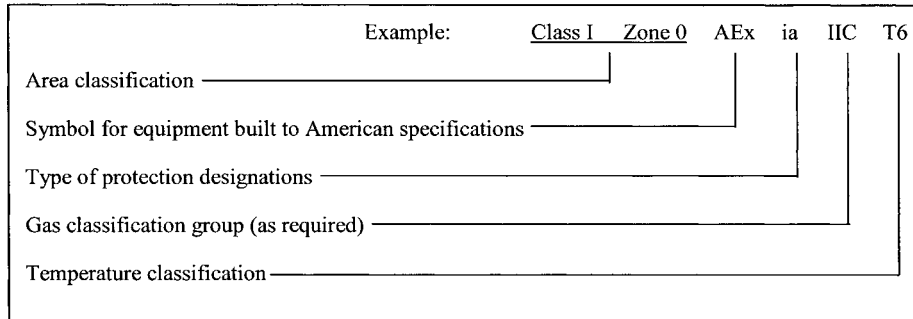 Example: Class I Zone 0 AEx ia IIC T6
Area classification
Symbol for equipment built to American specifications
Type of protection designations
Gas classification group (as required)
Temperature classification